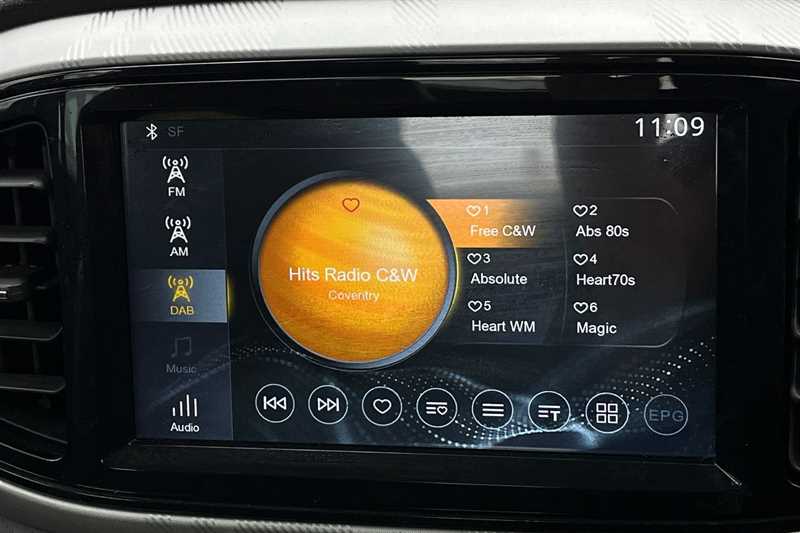 SF
11:09
FM
AM
DAB
Music
Audio
Hits Radio C&W
Coventry
1
Free C&W
2
Abs 80s
3
Absolute
4
Heart70s
5
Heart WM
6
Magic
T
EPG